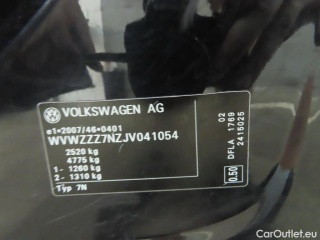 VOLKSWAGEN AG
e1*2007/46*0401
WVWZZZ7NZJV041054
2520 kg
4775 kg
1- 1260 kg
2- 1310 kg
Typ 7N
0.50
02
DFLA 1769
2415025
CarOutlet.eu